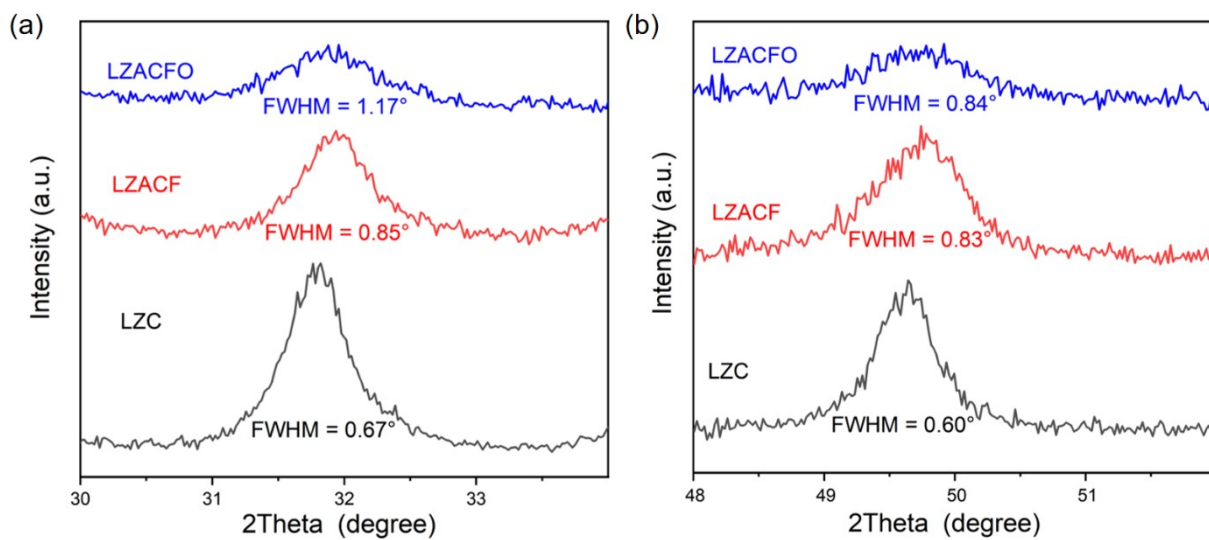 (a)
LZACFO
FWHM = 1.17°
LZACF
FWHM = 0.85°
LZC
FWHM = 0.67°
Intensity (a.u.)
30 31 32 33
2Theta (degree)
(b)
LZACFO
FWHM = 0.84°
LZACF
FWHM = 0.83°
LZC
FWHM = 0.60°
Intensity (a.u.)
48 49 50 51
2Theta (degree)